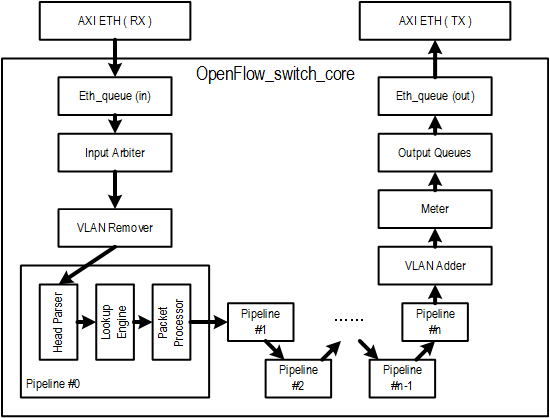 AXI ETH ( RX )
AXI ETH ( TX )
OpenFlow_switch_core
Eth_queue (in)
Eth_queue (out)
Input Arbiter
Output Queues
VLAN Remover
Meter
VLAN Adder
Head Parser
Lookup
Engine
Packet
Processor
Pipeline #0
Pipeline
#1
Pipeline
#2
......
Pipeline
#n-1
Pipeline
#n